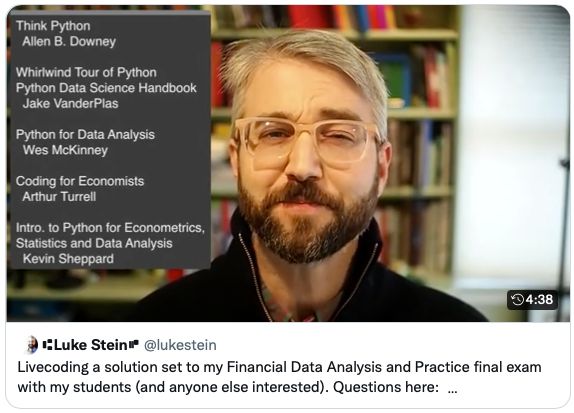 Think Python
Allen B. Downey
Whirlwind Tour of Python
Python Data Science Handbook
Jake VanderPlas
Python for Data Analysis
Wes McKinney
Coding for Economists
Arthur Turrell
Intro. to Python for Econometrics,
Statistics and Data Analysis
Kevin Sheppard
4:38
Luke Stein @lukestein
Livecoding a solution set to my Financial Data Analysis and Practice final exam
with my students (and anyone else interested). Questions here: ...